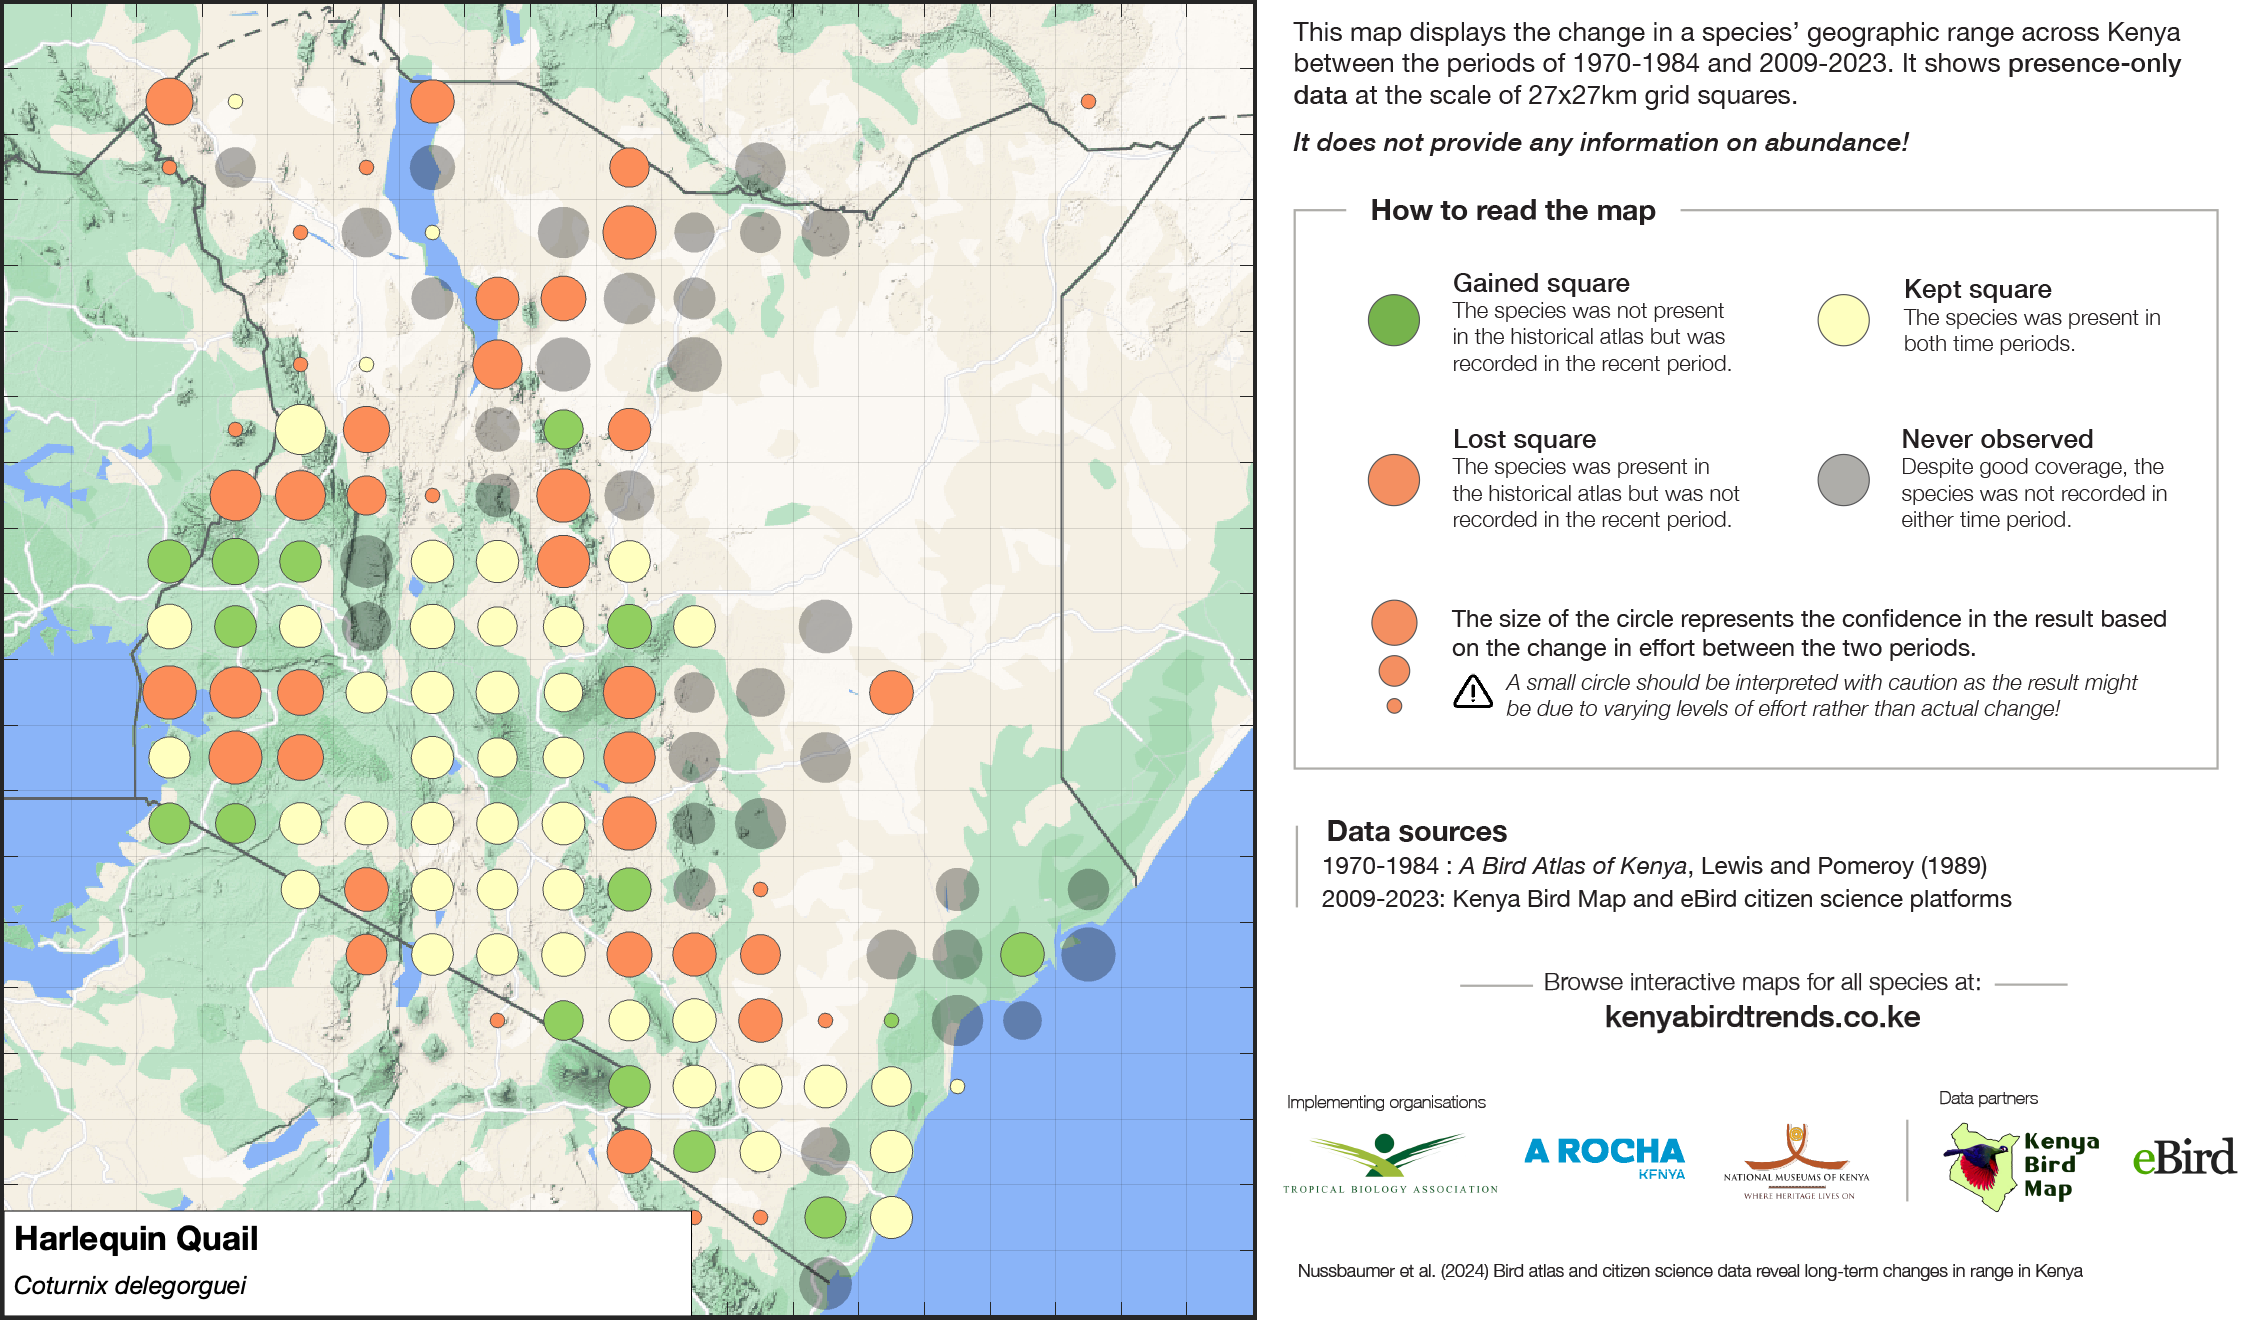 This map displays the change in a species’ geographic range across Kenya
between the periods of 1970-1984 and 2009-2023. It shows presence-only
data at the scale of 27x27km grid squares.
It does not provide any information on abundance!
How to read the map
Gained square
The species was not present
in the historical atlas but was
recorded in the recent period.
Kept square
The species was present in
both time periods.
Lost square
The species was present in
the historical atlas but was not
recorded in the recent period.
Never observed
Despite good coverage, the
species was not recorded in
either time period.
The size of the circle represents the confidence in the result based
on the change in effort between the two periods.
A small circle should be interpreted with caution as the result might
be due to varying levels of effort rather than actual change!
Data sources
1970-1984 : A Bird Atlas of Kenya, Lewis and Pomeroy (1989)
2009-2023: Kenya Bird Map and eBird citizen science platforms
Browse interactive maps for all species at:
kenyabirdtrends.co.ke
Implementing organisations
Data partners
TROPICAL BIOLOGY ASSOCIATION
A ROCHA
KENYA
NATIONAL MUSEUMS OF KENYA
WHERE HERITAGE LIVES ON
Kenya
Bird
Map
eBird
Harlequin Quail
Coturnix delegorguei
Nussbaumer et al. (2024) Bird atlas and citizen science data reveal long-term changes in range in Kenya